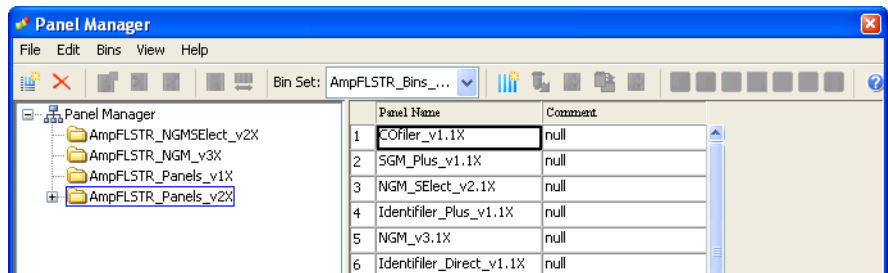 Panel Manager
File Edit Bins View Help
Bin Set: AmpFLSTR_Bins_...
Panel Manager
AmpFLSTR_NGMSElect_v2X
AmpFLSTR_NGM_v3X
AmpFLSTR_Panels_v1X
AmpFLSTR_Panels_v2X
Panel Name Comment
1 COfiler_v1.1X null
2 SGM_Plus_v1.1X null
3 NGM_SElect_v2.1X null
4 Identifiler_Plus_v1.1X null
5 NGM_v3.1X null
6 Identifiler_Direct_v1.1X null